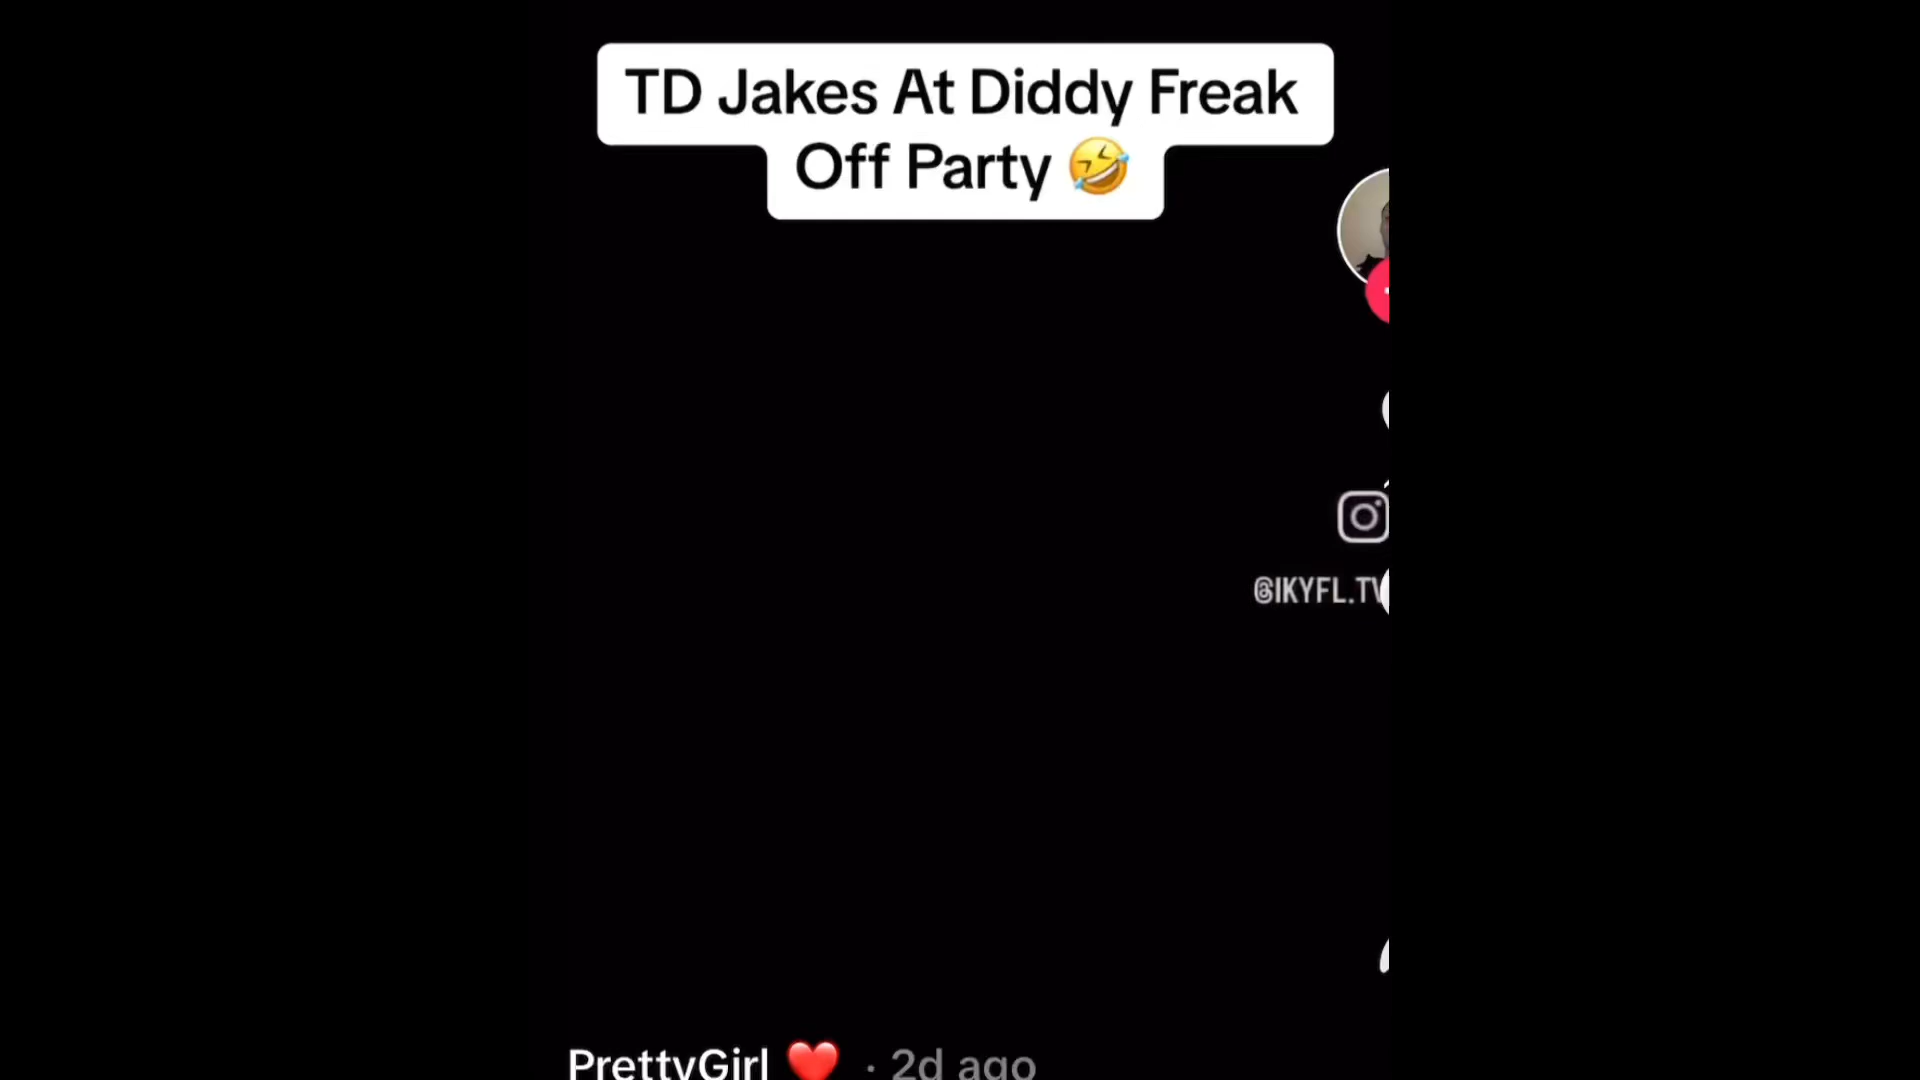 TD Jakes At Diddy Freak
Off Party 🤣
@IKYFL.TV
PrettyGirl ❤️ · 2d ago